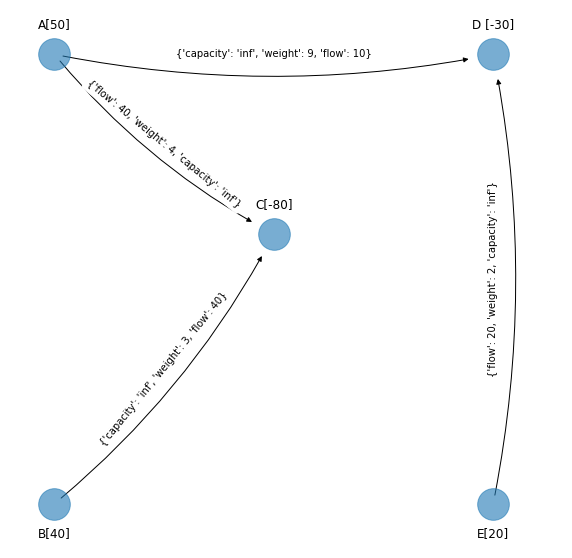 A[50]
D [-30]
{'capacity': 'inf', 'weight': 9, 'flow': 10}
{'flow': 40, 'weight': 4, 'capacity': 'inf'}
C[-80]
{'flow': 20, 'weight': 2, 'capacity': 'inf'}
{'capacity': 'inf', 'weight': 3, 'flow': 40}
B[40]
E[20]